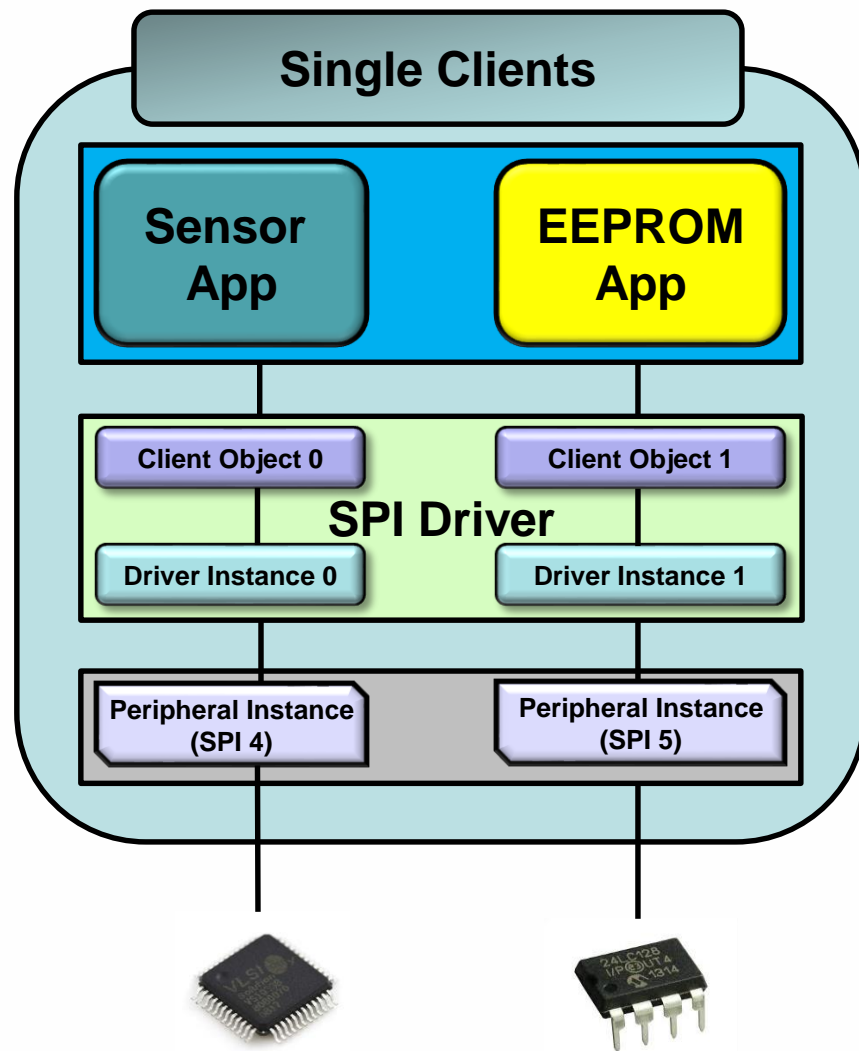 Single Clients
Sensor
App
EEPROM
App
Client Object 0
Client Object 1
SPI Driver
Driver Instance 0
Driver Instance 1
Peripheral Instance
(SPI 4)
Peripheral Instance
(SPI 5)
VLSI
24LC128
I/P UT4
1314